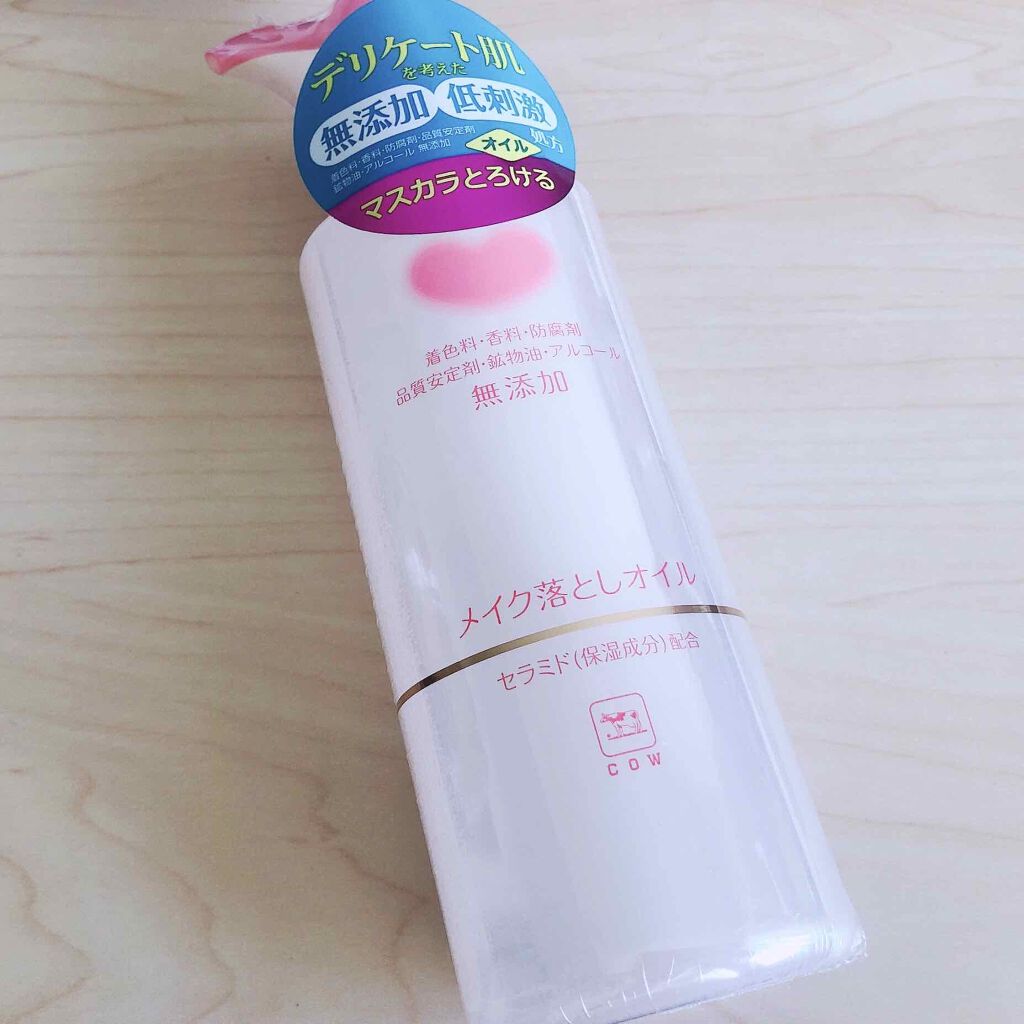 デリケート肌
を考えた
無添加 低刺激 処方
着色料・香料・防腐剤・品質安定剤
鉱物油・アルコール 無添加
オイル
マスカラとろける
着色料・香料・防腐剤
品質安定剤・鉱物油・アルコール
無添加
メイク落としオイル
セラミド(保湿成分)配合
COW